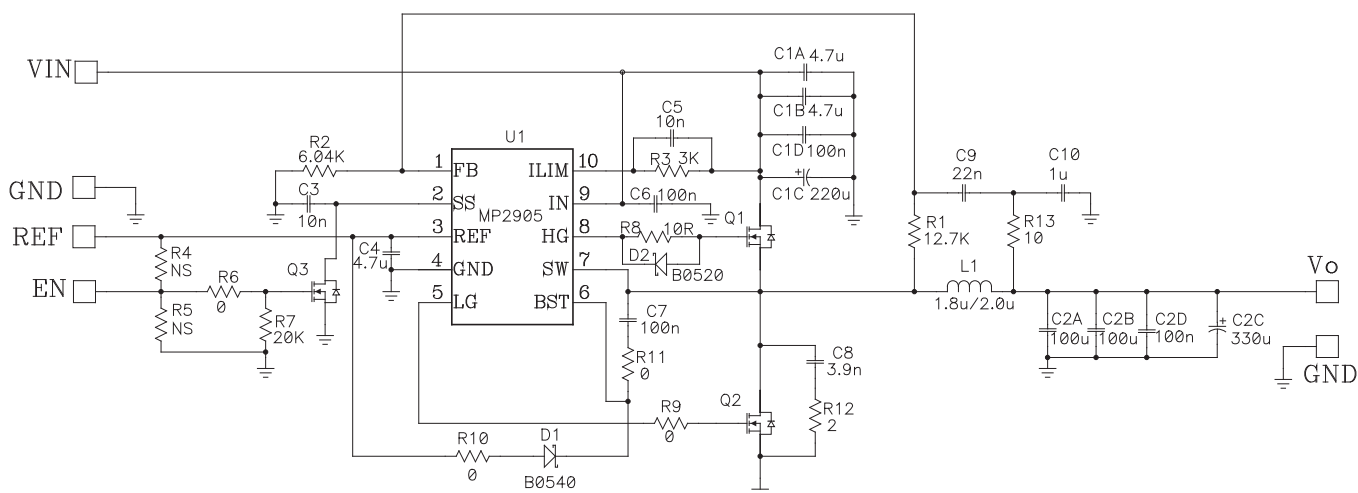 VIN
GND
REF
EN
R2
6.04K
C3
10n
R4
NS
R5
NS
R6
0
R7
20K
Q3
C4
4.7u
U1
MP2905
1 FB
2 SS
3 REF
4 GND
5 LG
ILIM 10
IN 9
HG 8
SW 7
BST 6
C5
10n
R3 3K
C6 100n
R8 10R
D2
B0520
Q1
C1A 4.7u
C1B 4.7u
C1D 100n
+
C1C 220u
C7
100n
R11
0
R9
0
Q2
R10
0
D1
B0540
C8
3.9n
R12
2
C9
22n
C10
1u
R1
12.7K
R13
10
L1
1.8u/2.0u
C2A
100u
C2B
100u
C2D
100n
+
C2C
330u
Vo
GND